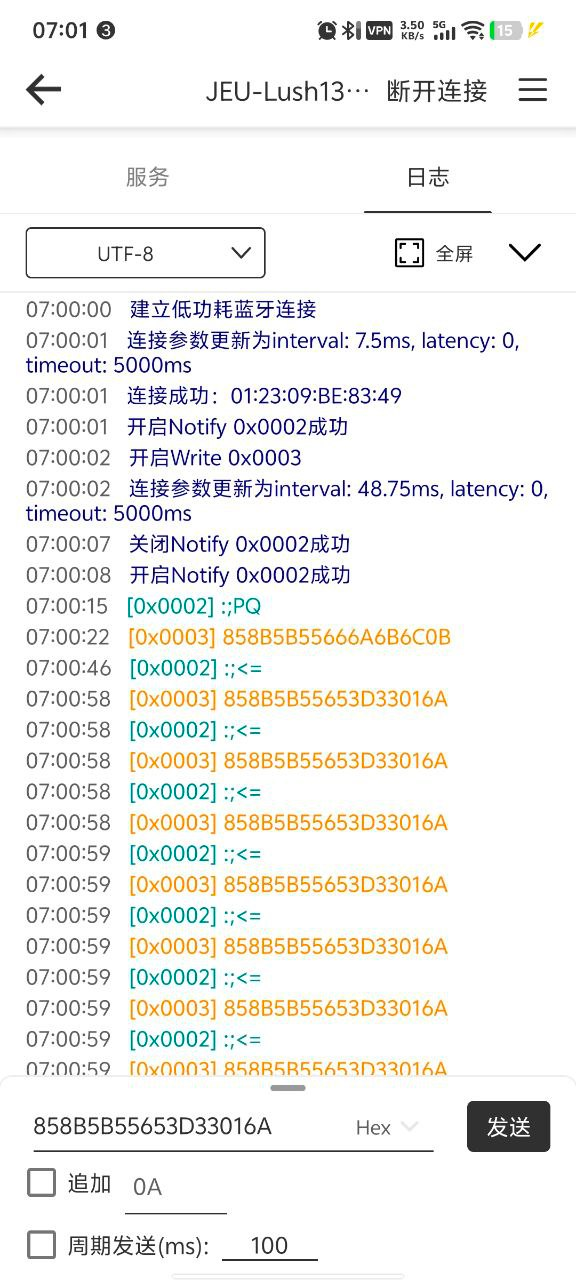 07:01 3 VPN 3.50 KB/s 5G 15
JEU-Lush13··· 断开连接
服务 日志
UTF-8 全屏
07:00:00 建立低功耗蓝牙连接
07:00:01 连接参数更新为interval: 7.5ms, latency: 0,
timeout: 5000ms
07:00:01 连接成功：01:23:09:BE:83:49
07:00:01 开启Notify 0x0002成功
07:00:02 开启Write 0x0003
07:00:02 连接参数更新为interval: 48.75ms, latency: 0,
timeout: 5000ms
07:00:07 关闭Notify 0x0002成功
07:00:08 开启Notify 0x0002成功
07:00:15 [0x0002] :;PQ
07:00:22 [0x0003] 858B5B55666A6B6C0B
07:00:46 [0x0002] :;<=
07:00:58 [0x0003] 858B5B55653D33016A
07:00:58 [0x0002] :;<=
07:00:58 [0x0003] 858B5B55653D33016A
07:00:58 [0x0002] :;<=
07:00:58 [0x0003] 858B5B55653D33016A
07:00:59 [0x0002] :;<=
07:00:59 [0x0003] 858B5B55653D33016A
07:00:59 [0x0002] :;<=
07:00:59 [0x0003] 858B5B55653D33016A
07:00:59 [0x0002] :;<=
07:00:59 [0x0003] 858B5B55653D33016A
07:00:59 [0x0002] :;<=
07:00:59 [0x0003] 858B5B55653D33016A
858B5B55653D33016A Hex 发送
追加 0A
周期发送(ms): 100